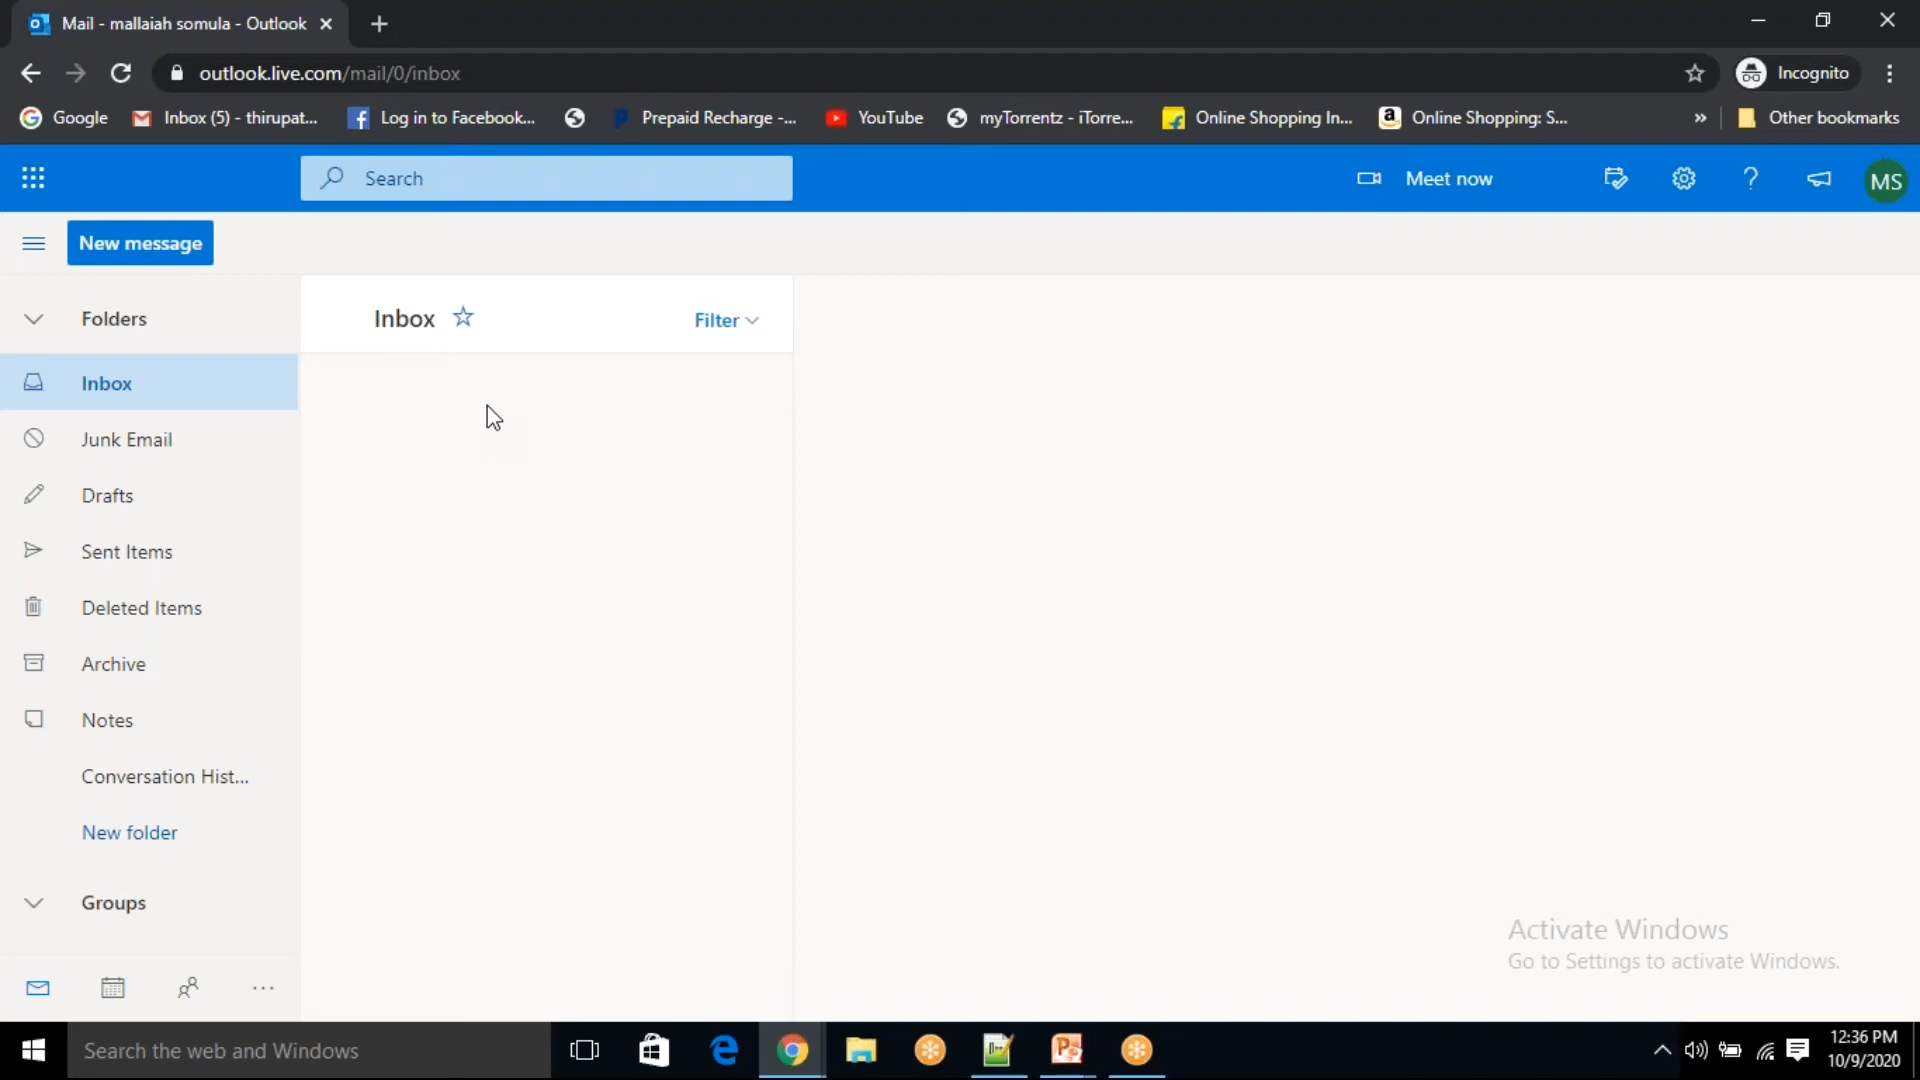 Mail - mallaiah somula - Outlook
outlook.live.com/mail/0/inbox
Incognito
Google
Inbox (5) - thirupat...
Log in to Facebook...
Prepaid Recharge -...
YouTube
myTorrentz - iTorre...
Online Shopping In...
Online Shopping: S...
»
Other bookmarks
Search
Meet now
MS
New message
Folders
Inbox
Filter
Inbox
Junk Email
Drafts
Sent Items
Deleted Items
Archive
Notes
Conversation Hist...
New folder
Groups
Activate Windows
Go to Settings to activate Windows.
Search the web and Windows
12:36 PM
10/9/2020